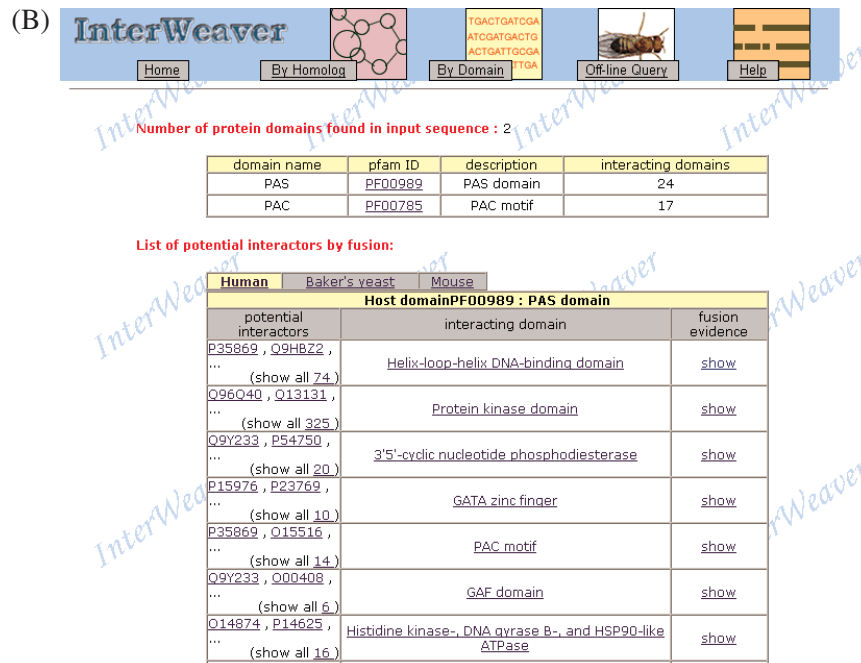 (B)
InterWeaver
TGACTGATCGA
ATCGATGACTG
ACTGATTGCGA
TTGA
Home By Homolog By Domain Off-line Query Help
Number of protein domains found in input sequence : 2
domain name pfam ID description interacting domains
PAS PF00989 PAS domain 24
PAC PF00785 PAC motif 17
List of potential interactors by fusion:
Human Baker's yeast Mouse
Host domainPF00989 : PAS domain
potential interactors interacting domain fusion evidence
P35869 , Q9HBZ2 ,
... Helix-loop-helix DNA-binding domain show
(show all 74 )
Q96Q40 , Q13131 ,
... Protein kinase domain show
(show all 325 )
Q9Y233 , P54750 ,
... 3'5'-cyclic nucleotide phosphodiesterase show
(show all 20 )
P15976 , P23769 ,
... GATA zinc finger show
(show all 10 )
P35869 , O15516 ,
... PAC motif show
(show all 14 )
Q9Y233 , O00408 ,
... GAF domain show
(show all 6 )
O14874 , P14625 ,
... Histidine kinase-, DNA gyrase B-, and HSP90-like ATPase show
(show all 16 )
InterWeaver
InterWeaver
InterWeaver
InterWeaver